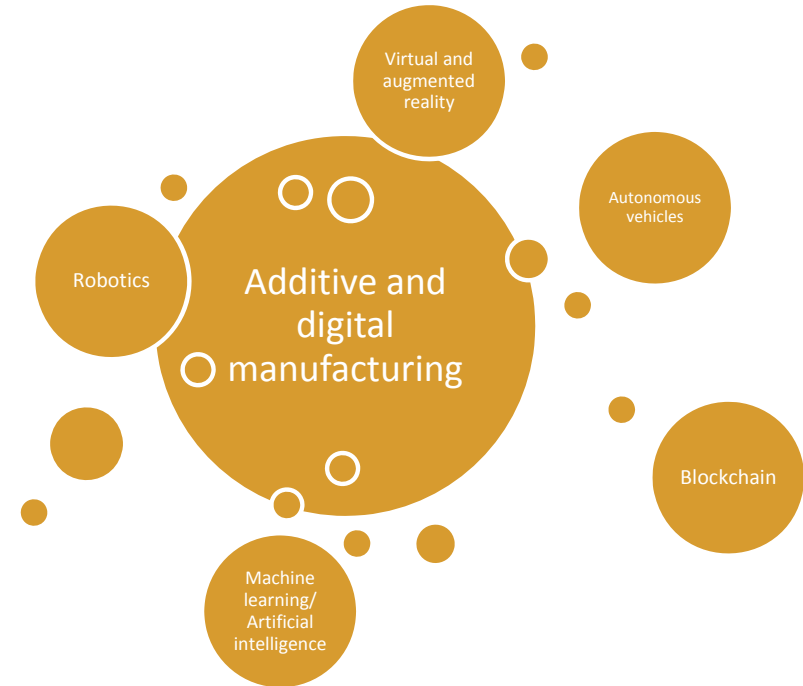 Virtual and
augmented
reality
Autonomous
vehicles
Robotics
Additive and
digital
manufacturing
Blockchain
Machine
learning/
Artificial
intelligence